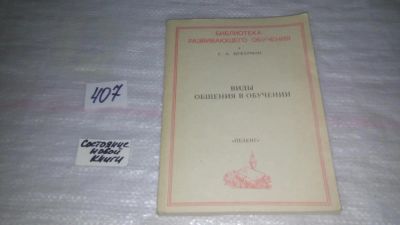 БИБЛИОТЕКА
РАЗВИВАЮЩЕГО ОБУЧЕНИЯ
407
ВИДЫ
ОБЩЕНИЯ В ОБУЧЕНИИ
Состояние
новой
книги
«ПЕЛЕНГ»